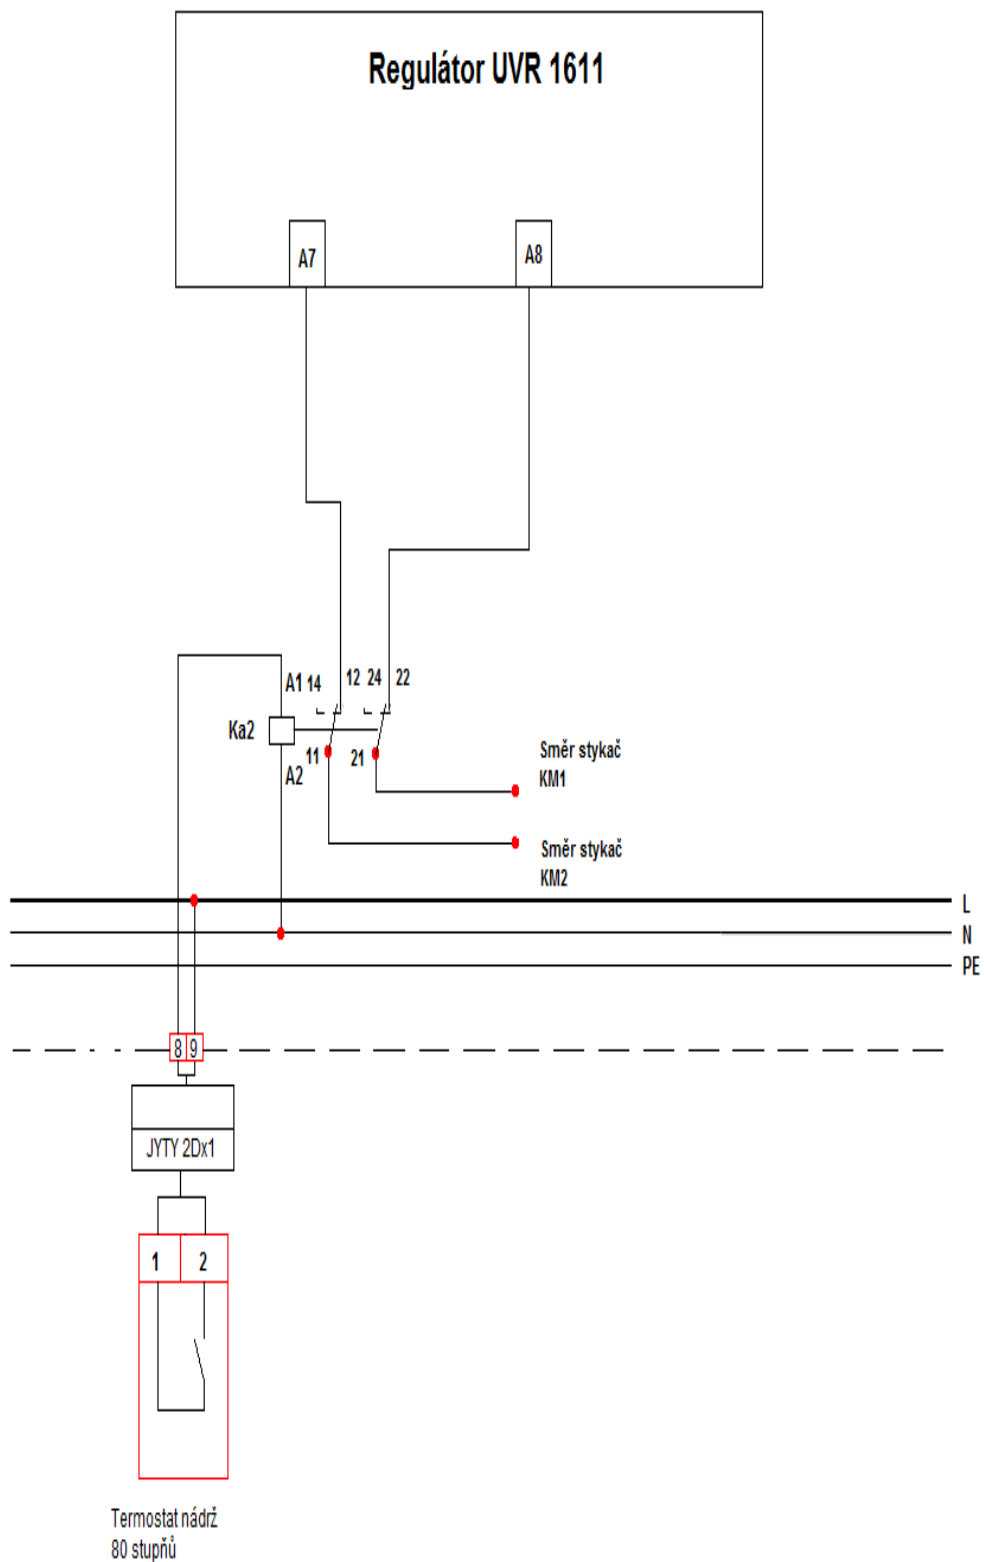 Regulátor UVR 1611
A7
A8
A1 14 12 24 22
Ka2
11 21
A2
Směr stykač
KM1
Směr stykač
KM2
L
N
PE
8 9
JYTY 2Dx1
1 2
Termostat nádrž
80 stupňů